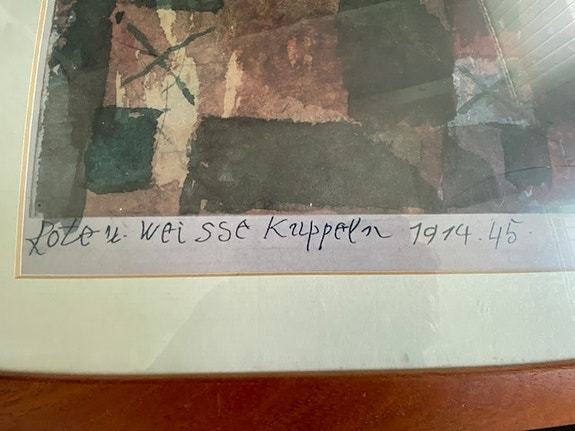 Rote u. weisse Kuppeln 1914.45.